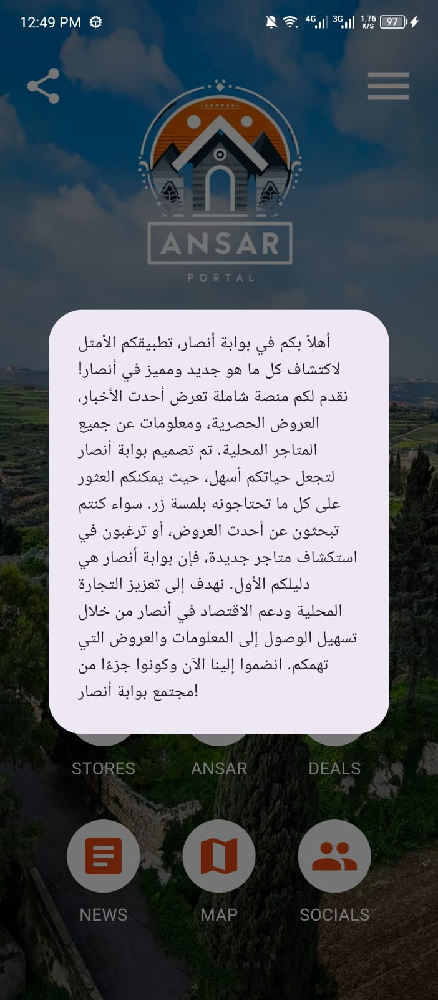 12:49 PM
4G 3G 1.76 K/S 97
ANSAR
PORTAL
أهلاً بكم في بوابة أنصار، تطبيقكم الأمثل
لاكتشاف كل ما هو جديد ومميز في أنصار!
نقدم لكم منصة شاملة تعرض أحدث الأخبار،
العروض الحصرية، ومعلومات عن جميع
المتاجر المحلية. تم تصميم بوابة أنصار
لتجعل حياتكم أسهل، حيث يمكنكم العثور
على كل ما تحتاجونه بلمسة زر. سواء كنتم
تبحثون عن أحدث العروض، أو ترغبون في
استكشاف متاجر جديدة، فإن بوابة أنصار هي
دليلكم الأول. نهدف إلى تعزيز التجارة
المحلية ودعم الاقتصاد في أنصار من خلال
تسهيل الوصول إلى المعلومات والعروض التي
تهمكم. انضموا إلينا الآن وكونوا جزءًا من
مجتمع بوابة أنصار!
STORES ANSAR DEALS
NEWS MAP SOCIALS